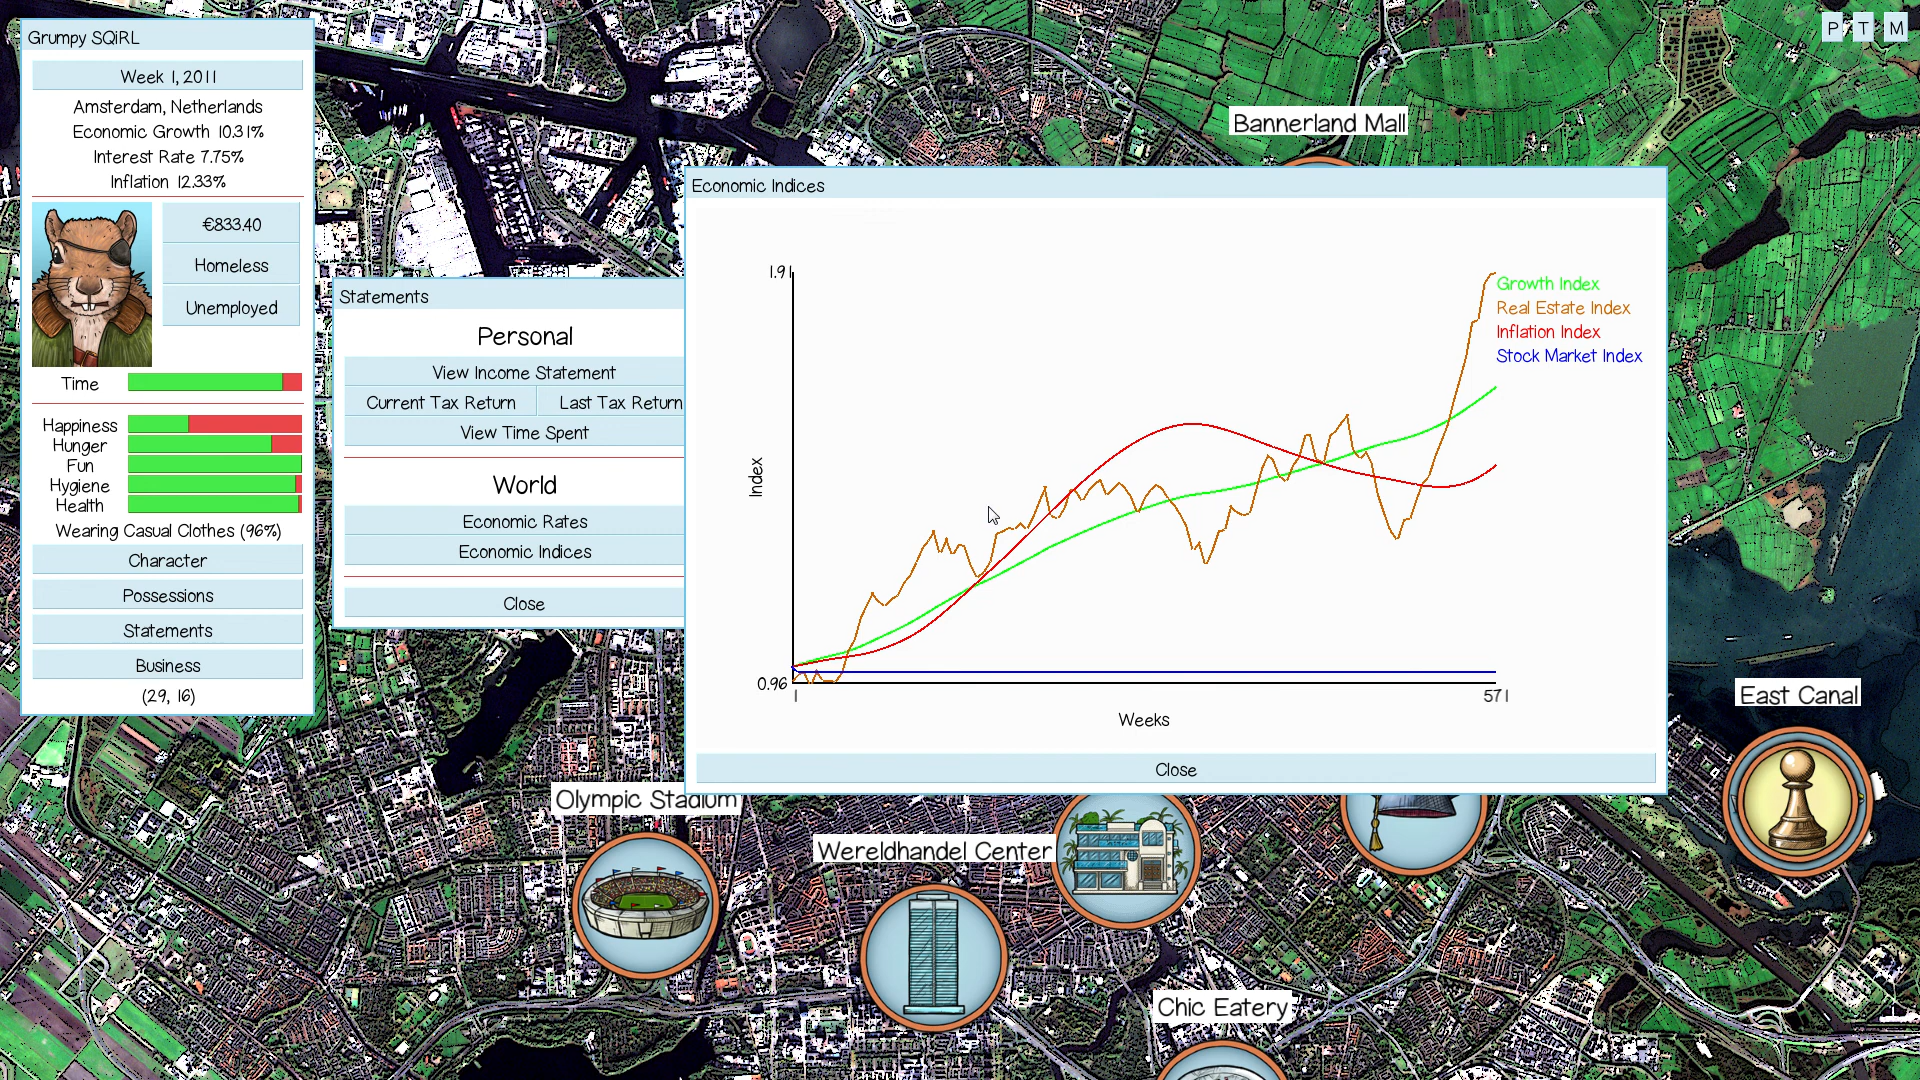 Grumpy SQiRL
Week 1, 2011
Amsterdam, Netherlands
Economic Growth 10.31%
Interest Rate 7.75%
Inflation 12.33%
€833.40
Homeless
Unemployed
Time
Happiness
Hunger
Fun
Hygiene
Health
Wearing Casual Clothes (96%)
Character
Possessions
Statements
Business
(29, 16)
Statements
Personal
View Income Statement
Current Tax Return
Last Tax Return
View Time Spent
World
Economic Rates
Economic Indices
Close
Economic Indices
1.91
Index
0.96
1
571
Weeks
Growth Index
Real Estate Index
Inflation Index
Stock Market Index
Close
P T M
Bannerland Mall
East Canal
Olympic Stadium
Wereldhandel Center
Chic Eatery